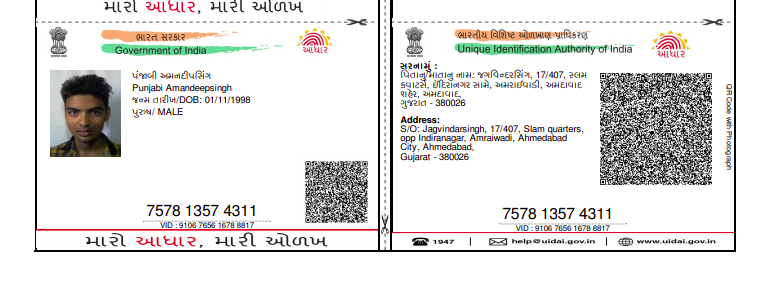 મારો આધાર, મારી ઓળખ
ભારત સરકાર
Government of India
પંજાબી અમનદીપસિંગ
Punjabi Amandeepsingh
જન્મ તારીખ/DOB: 01/11/1998
પુરુષ/ MALE
7578 1357 4311
VID : 9106 7656 1678 8817
મારો આધાર, મારી ઓળખ
ભારતીય વિશિષ્ટ ઓળખાણ પ્રાધિકરણ
Unique Identification Authority of India
આધાર
સરનામું :
પિતાનું/માતાનું નામ: જગવિન્દરસિંગ, 17/407, સ્લમ
કવાર્ટસે, ઈંદિરાનગર સામે, અમરાઈવાડી, અમદાવાદ
શહેર, અમદાવાદ,
ગુજરાત - 380026
Address:
S/O: Jagvindarsingh, 17/407, Slam quarters,
opp Indiranagar, Amraiwadi, Ahmedabad
City, Ahmedabad,
Gujarat - 380026
QR Code with Photograph
7578 1357 4311
VID : 9106 7656 1678 8817
1947 | help@uidai.gov.in | www.uidai.gov.in